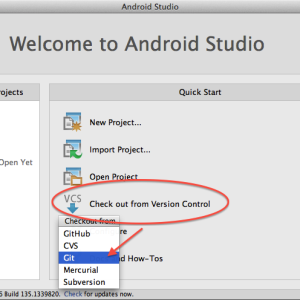 Android Studio
Welcome to Android Studio
rojects
Quick Start
New Project...
Import Project...
Open Yet
Open Project
VCS
Check out from Version Control
Checkout from
GitHub
re
CVS
Git
nd How-Tos
Mercurial
Subversion
6 Build 135.1339820. Check for updates now.